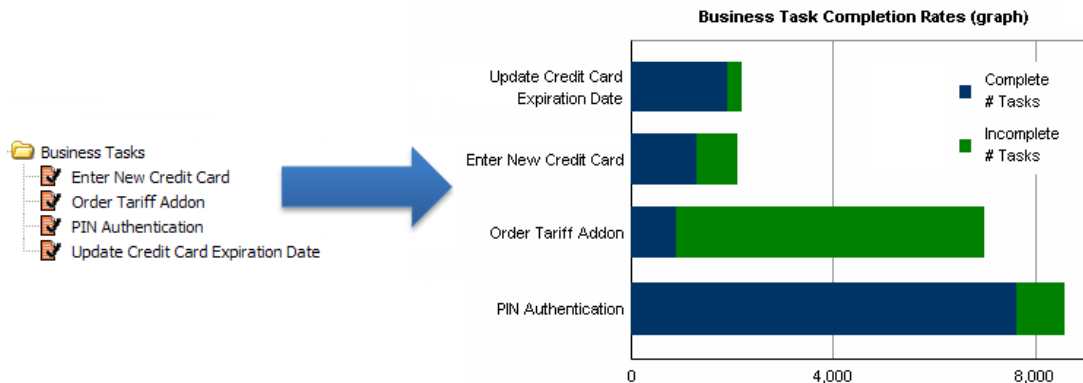 Business Tasks
Enter New Credit Card
Order Tariff Addon
PIN Authentication
Update Credit Card Expiration Date
Business Task Completion Rates (graph)
Update Credit Card
Expiration Date
Enter New Credit Card
Order Tariff Addon
PIN Authentication
Complete
# Tasks
Incomplete
# Tasks
0
4,000
8,000